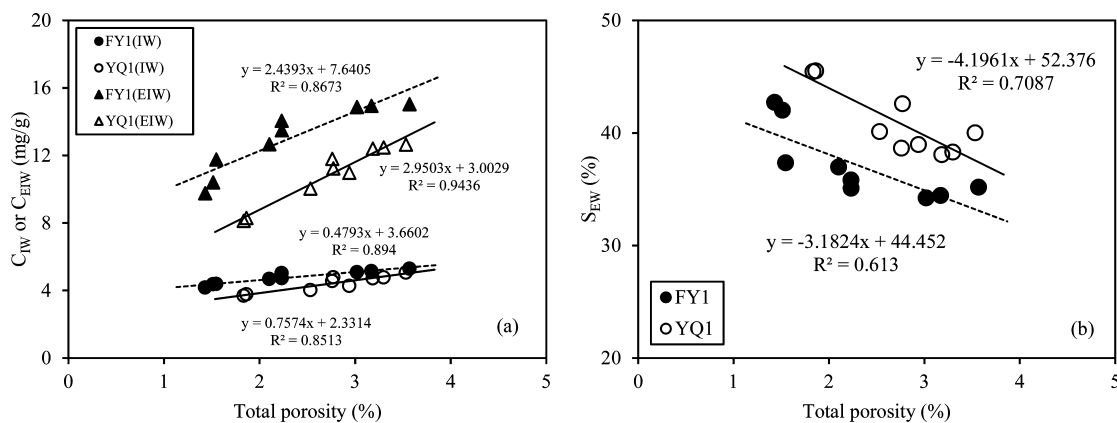 20
16
12
8
4
0
0
1
2
3
4
5
C_IW or C_EIW (mg/g)
Total porosity (%)
FY1(IW)
YQ1(IW)
FY1(EIW)
YQ1(EIW)
y = 2.4393x + 7.6405
R² = 0.8673
y = 2.9503x + 3.0029
R² = 0.9436
y = 0.4793x + 3.6602
R² = 0.894
y = 0.7574x + 2.3314
R² = 0.8513
(a)
50
40
30
20
0
1
2
3
4
5
S_EW (%)
Total porosity (%)
y = -4.1961x + 52.376
R² = 0.7087
y = -3.1824x + 44.452
R² = 0.613
FY1
YQ1
(b)